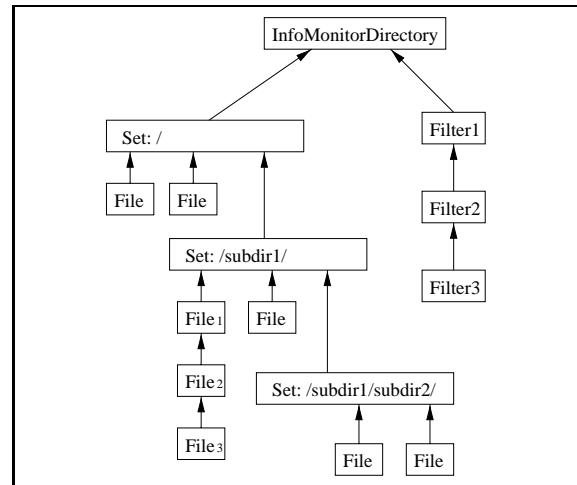 InfoMonitorDirectory
Set: /
Filter1
File
File
Filter2
Set: /subdir1/
Filter3
File1
File
File2
Set: /subdir1/subdir2/
File3
File
File